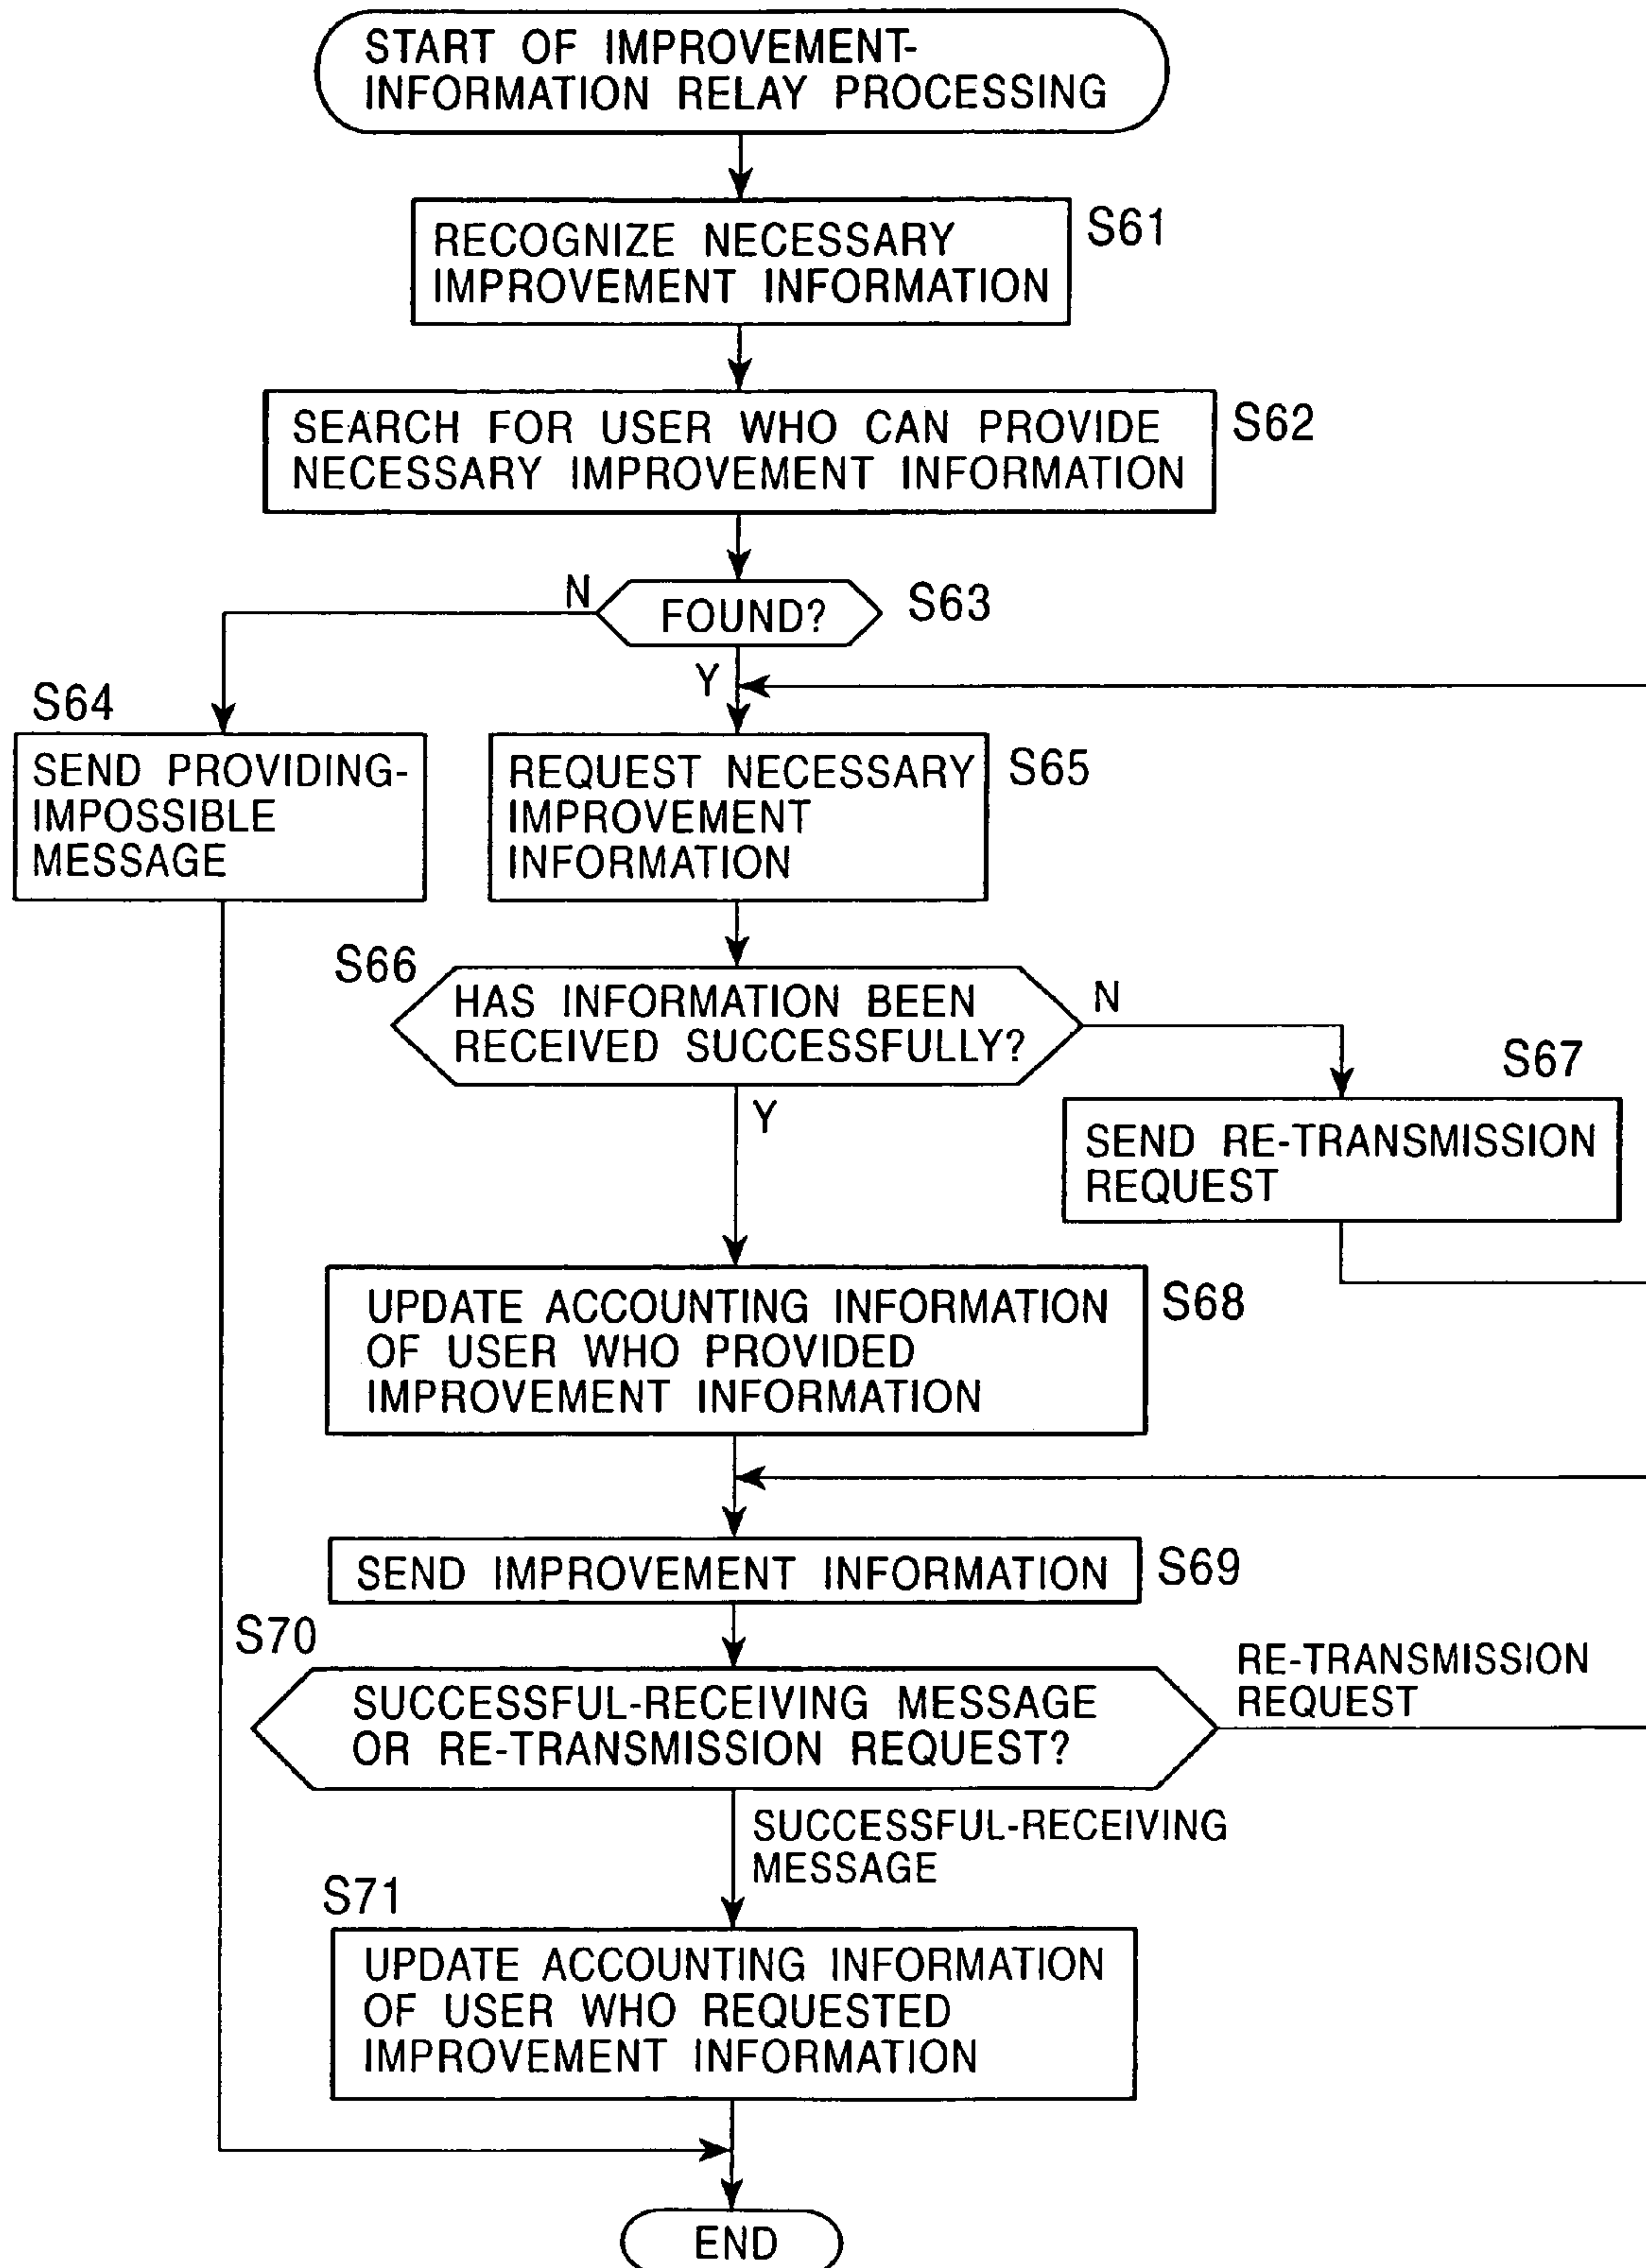 START OF IMPROVEMENT-
INFORMATION RELAY PROCESSING
RECOGNIZE NECESSARY
IMPROVEMENT INFORMATION
S61
SEARCH FOR USER WHO CAN PROVIDE
NECESSARY IMPROVEMENT INFORMATION
S62
N
FOUND?
S63
Y
S64
SEND PROVIDING-
IMPOSSIBLE
MESSAGE
REQUEST NECESSARY
IMPROVEMENT
INFORMATION
S65
S66
HAS INFORMATION BEEN
RECEIVED SUCCESSFULLY?
N
Y
S67
SEND RE-TRANSMISSION
REQUEST
UPDATE ACCOUNTING INFORMATION
OF USER WHO PROVIDED
IMPROVEMENT INFORMATION
S68
SEND IMPROVEMENT INFORMATION
S69
S70
SUCCESSFUL-RECEIVING MESSAGE
OR RE-TRANSMISSION REQUEST?
RE-TRANSMISSION
REQUEST
SUCCESSFUL-RECEIVING
MESSAGE
S71
UPDATE ACCOUNTING INFORMATION
OF USER WHO REQUESTED
IMPROVEMENT INFORMATION
END